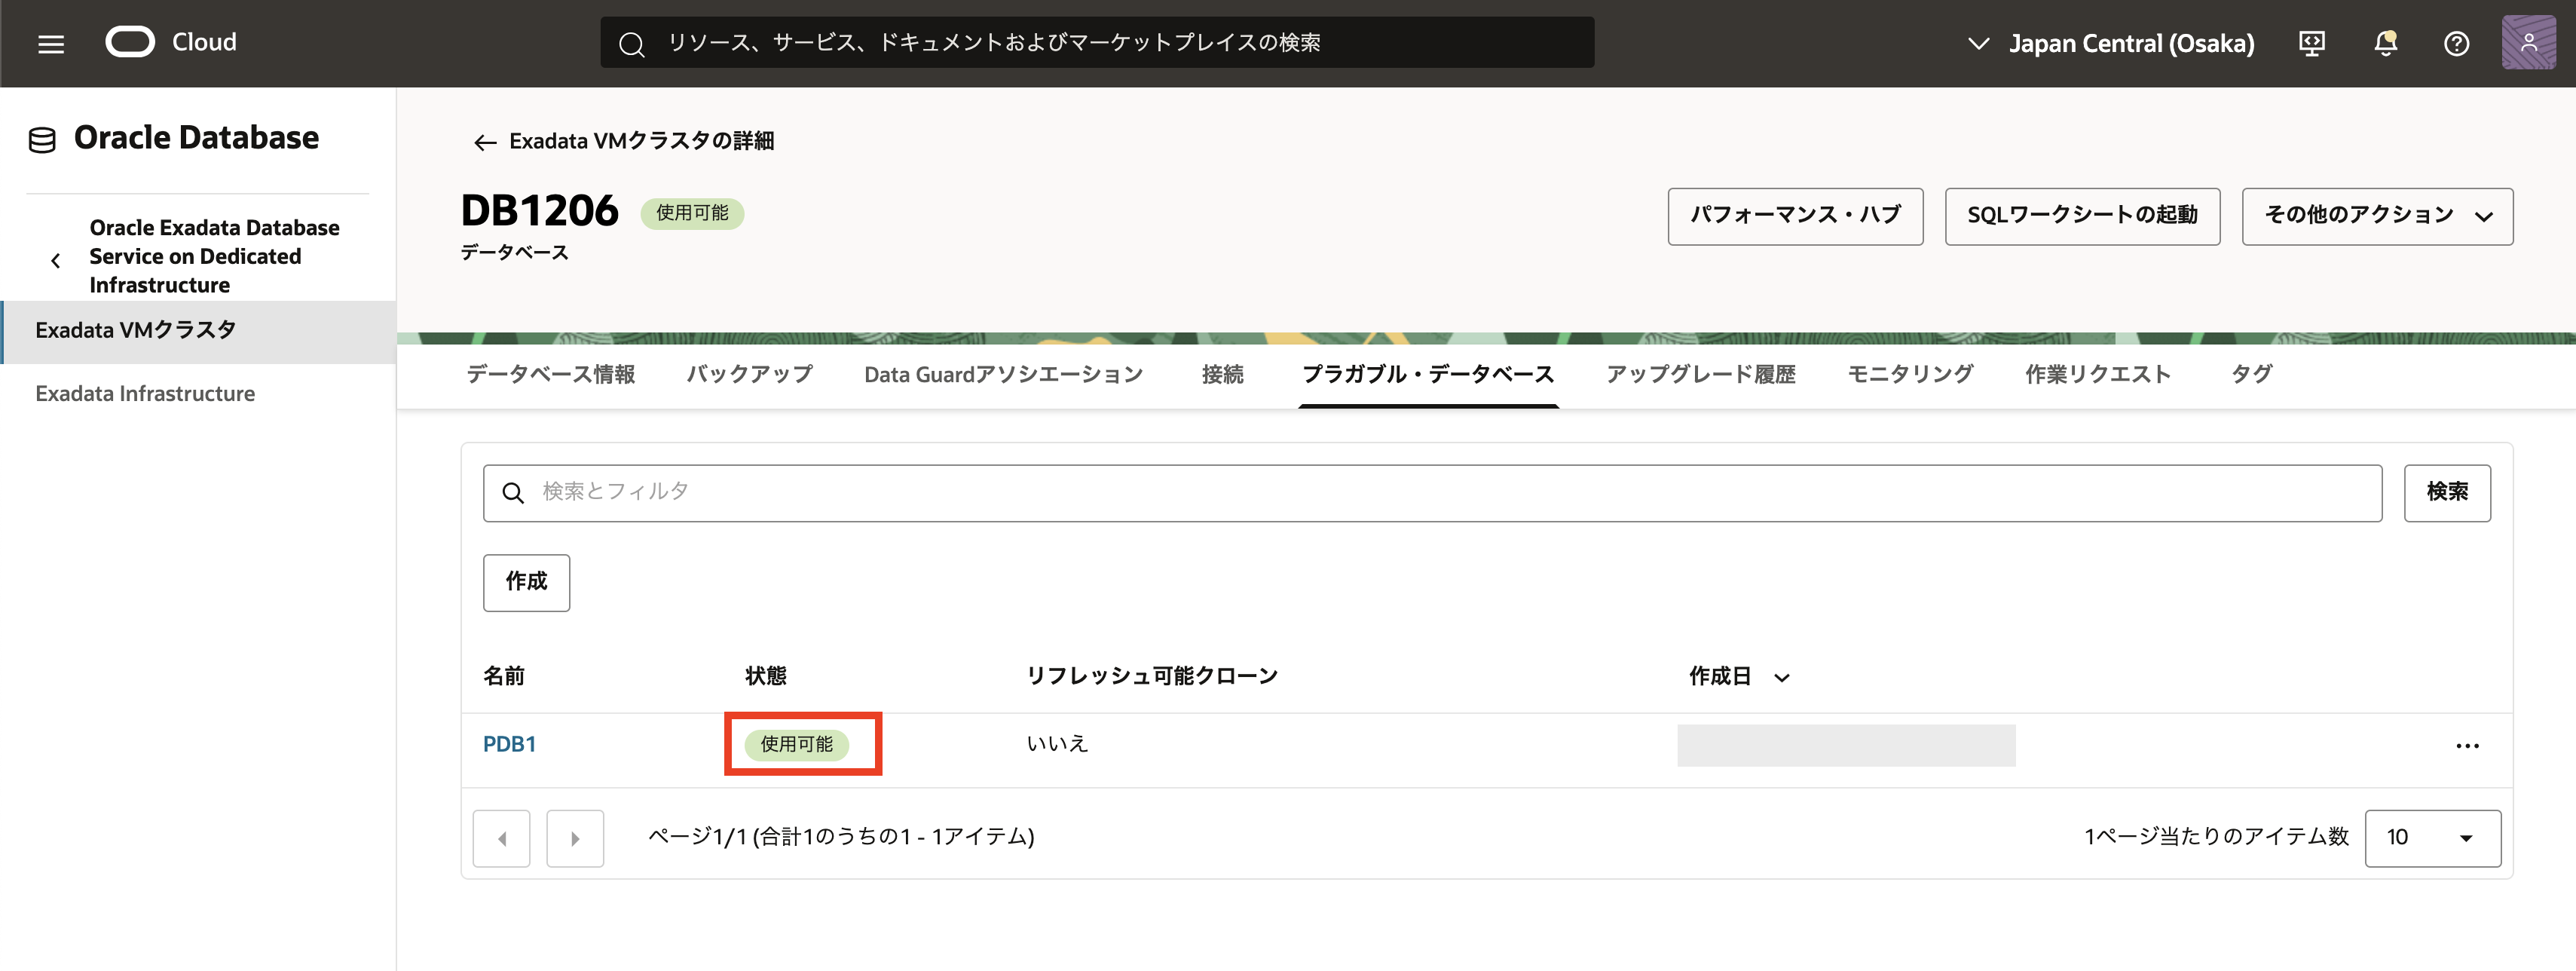 Cloud
リソース、サービス、ドキュメントおよびマーケットプレイスの検索
Japan Central (Osaka)
Oracle Database
Oracle Exadata Database
Service on Dedicated
Infrastructure
Exadata VMクラスタ
Exadata Infrastructure
Exadata VMクラスタの詳細
DB1206
使用可能
データベース
パフォーマンス・ハブ
SQLワークシートの起動
その他のアクション
データベース情報
バックアップ
Data Guardアソシエーション
接続
プラガブル・データベース
アップグレード履歴
モニタリング
作業リクエスト
タグ
検索とフィルタ
検索
作成
名前
状態
リフレッシュ可能クローン
作成日
PDB1
使用可能
いいえ
ページ1/1 (合計1のうちの1 - 1アイテム)
1ページ当たりのアイテム数
10